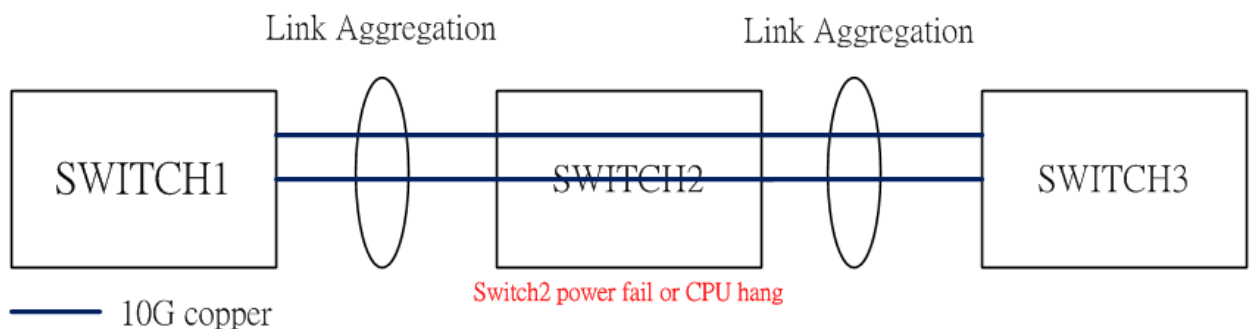 Link Aggregation
Link Aggregation
SWITCH1
SWITCH2
SWITCH3
Switch2 power fail or CPU hang
10G copper